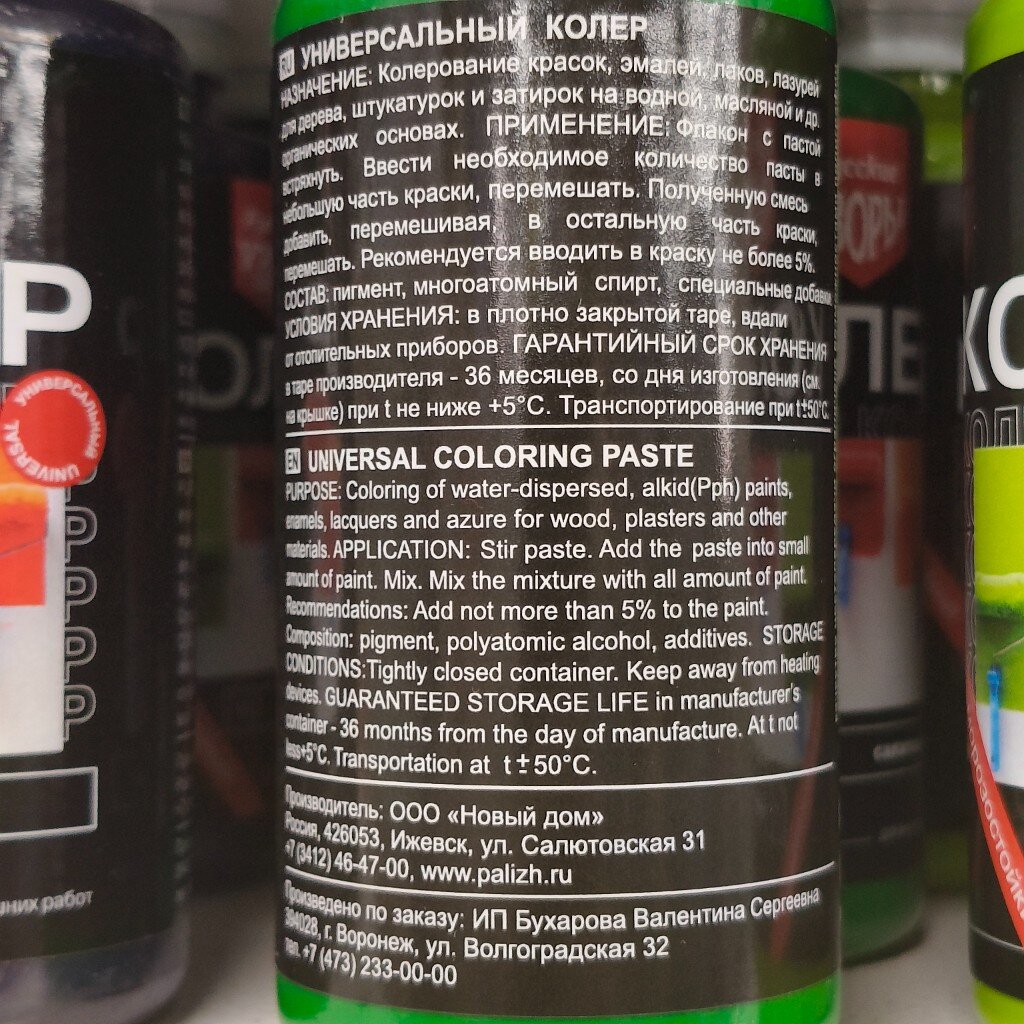 RU УНИВЕРСАЛЬНЫЙ КОЛЕР
НАЗНАЧЕНИЕ: Колерование красок, эмалей, лаков, лазурей
для дерева, штукатурок и затирок на водной, масляной и др.
органических основах. ПРИМЕНЕНИЕ: Флакон с пастой
встряхнуть. Ввести необходимое количество пасты в
небольшую часть краски, перемешать. Полученную смесь
добавить, перемешивая, в остальную часть краски,
перемешать. Рекомендуется вводить в краску не более 5%.
СОСТАВ: пигмент, многоатомный спирт, специальные добавки.
УСЛОВИЯ ХРАНЕНИЯ: в плотно закрытой таре, вдали
от отопительных приборов. ГАРАНТИЙНЫЙ СРОК ХРАНЕНИЯ
в таре производителя - 36 месяцев, со дня изготовления (см.
на крышке) при t не ниже +5°C. Транспортирование при t±50°C.
EN UNIVERSAL COLORING PASTE
PURPOSE: Coloring of water-dispersed, alkid(Pph) paints,
enamels, lacquers and azure for wood, plasters and other
materials. APPLICATION: Stir paste. Add the paste into small
amount of paint. Mix. Mix the mixture with all amount of paint.
Recommendations: Add not more than 5% to the paint.
Composition: pigment, polyatomic alcohol, additives. STORAGE
CONDITIONS:Tightly closed container. Keep away from heating
devices. GUARANTEED STORAGE LIFE in manufacturer's
container - 36 months from the day of manufacture. At t not
less+5°C. Transportation at t±50°C.
Производитель: ООО «Новый дом»
Россия, 426053, Ижевск, ул. Салютовская 31
+7(3412) 46-47-00, www.palizh.ru
Произведено по заказу: ИП Бухарова Валентина Сергеевна
394028, г. Воронеж, ул. Волгоградская 32
тел. +7 (473) 233-00-00
Р
УНИВЕРСАЛЬНЫЙ
UNIVERSAL
Р
Р
Р
Р
Р
работ
ОЛ
ЛЕ
КО